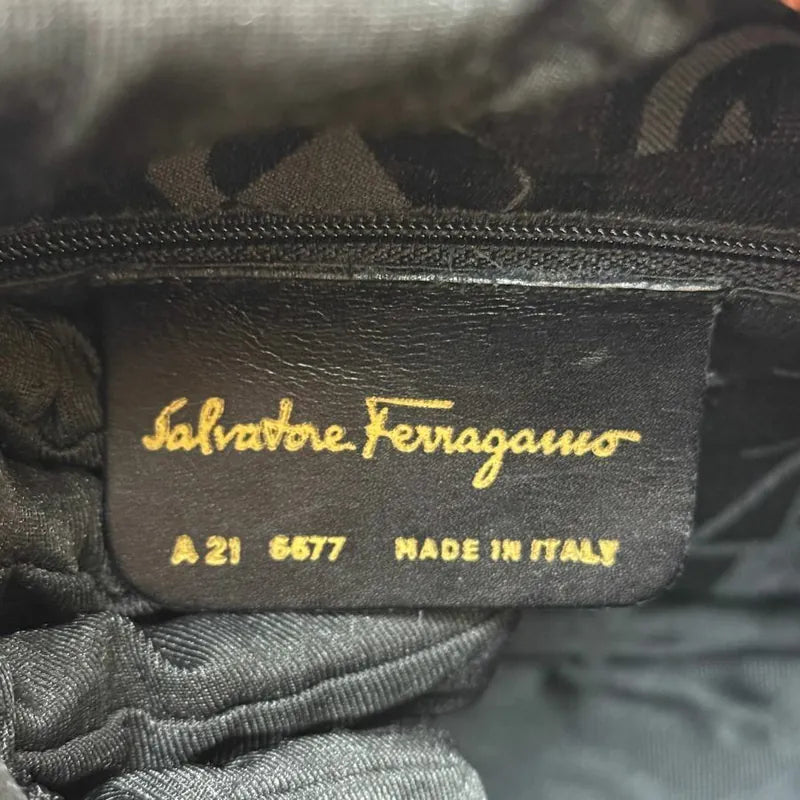 Salvatore Ferragamo
A 21 6677 MADE IN ITALY